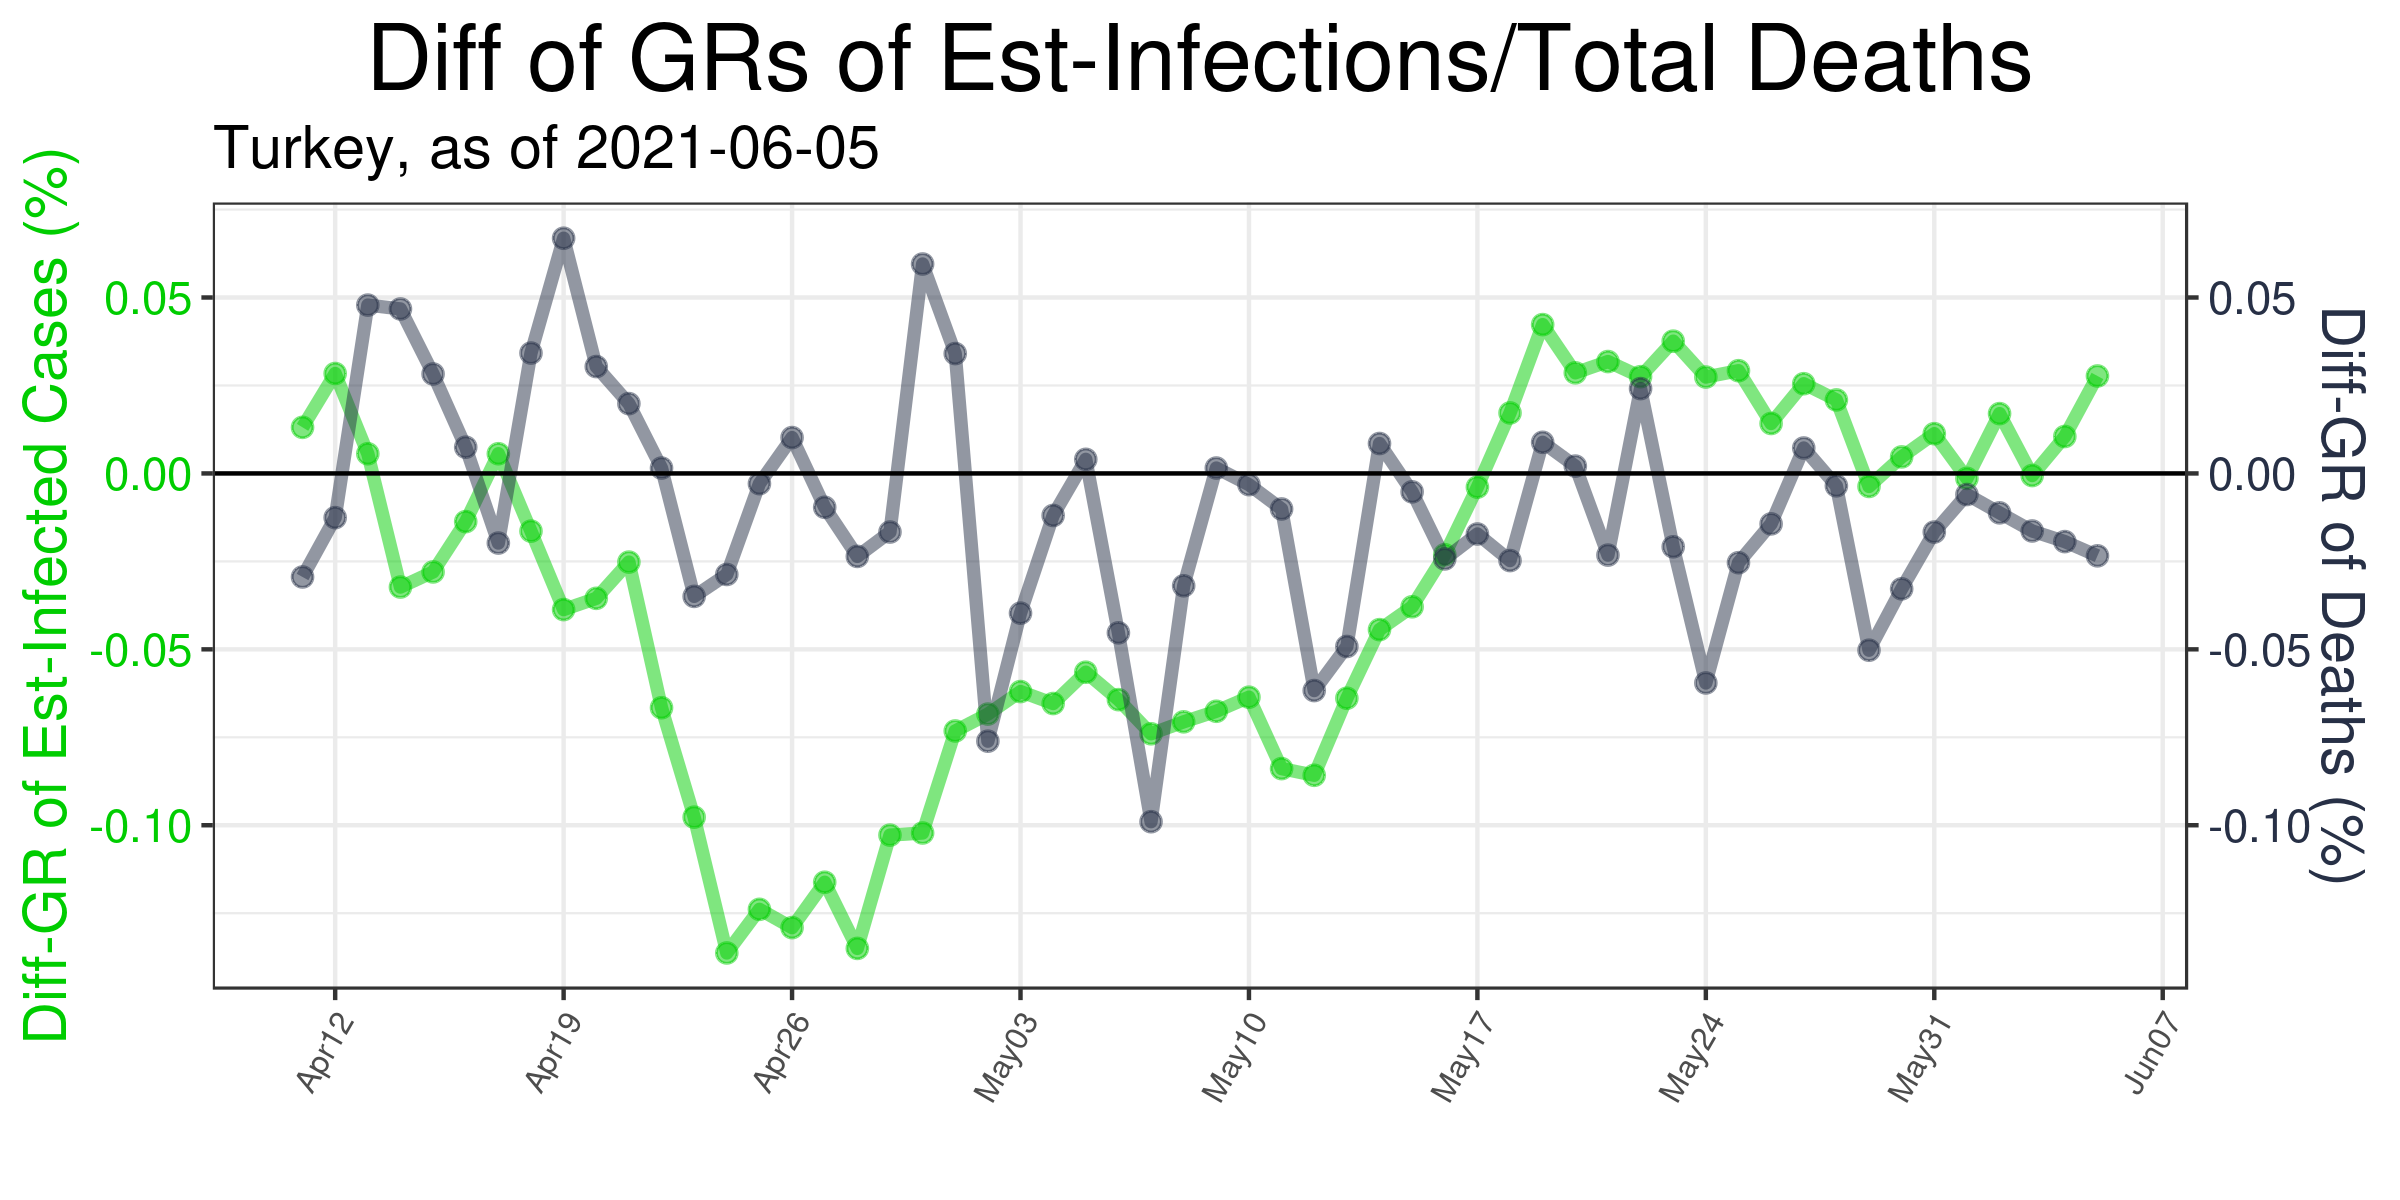 Diff of GRs of Est-Infections/Total Deaths
Turkey, as of 2021-06-05
Diff-GR of Est-Infected Cases (%)
0.05
0.00
-0.05
-0.10
0.05
0.00
-0.05
-0.10
Diff-GR of Deaths (%)
Apr12
Apr19
Apr26
May03
May10
May17
May24
May31
Jun07